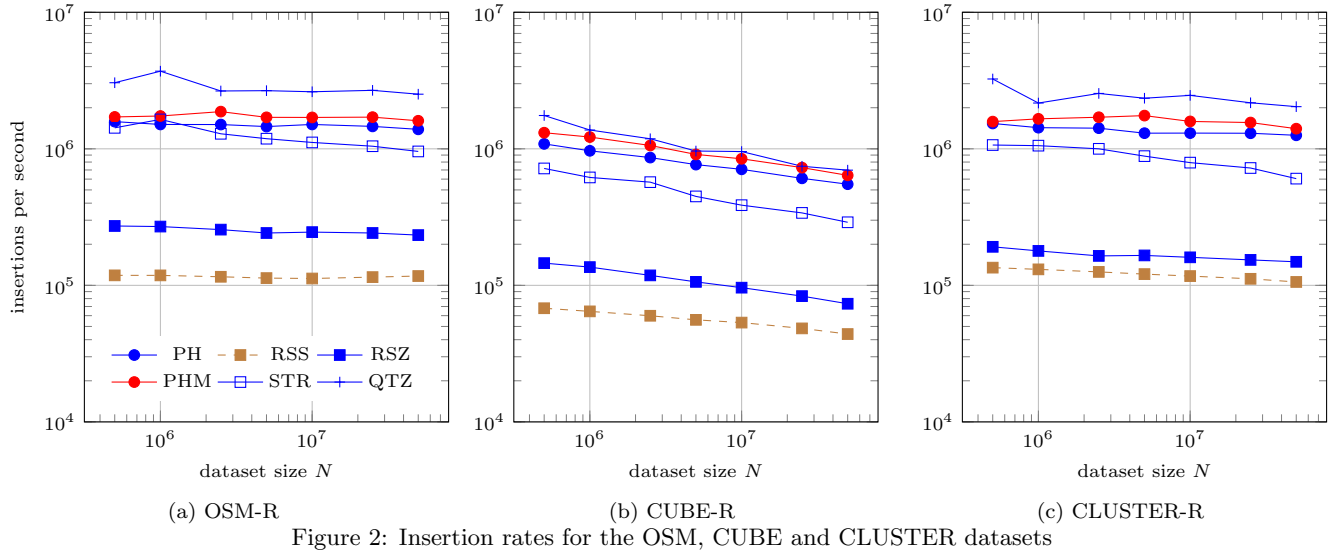 insertions per second
10^7
10^6
10^5
10^4
PH RSS RSZ
PHM STR QTZ
10^6 10^7
dataset size N
(a) OSM-R
10^7
10^6
10^5
10^4
10^6 10^7
dataset size N
(b) CUBE-R
10^7
10^6
10^5
10^4
10^6 10^7
dataset size N
(c) CLUSTER-R
Figure 2: Insertion rates for the OSM, CUBE and CLUSTER datasets